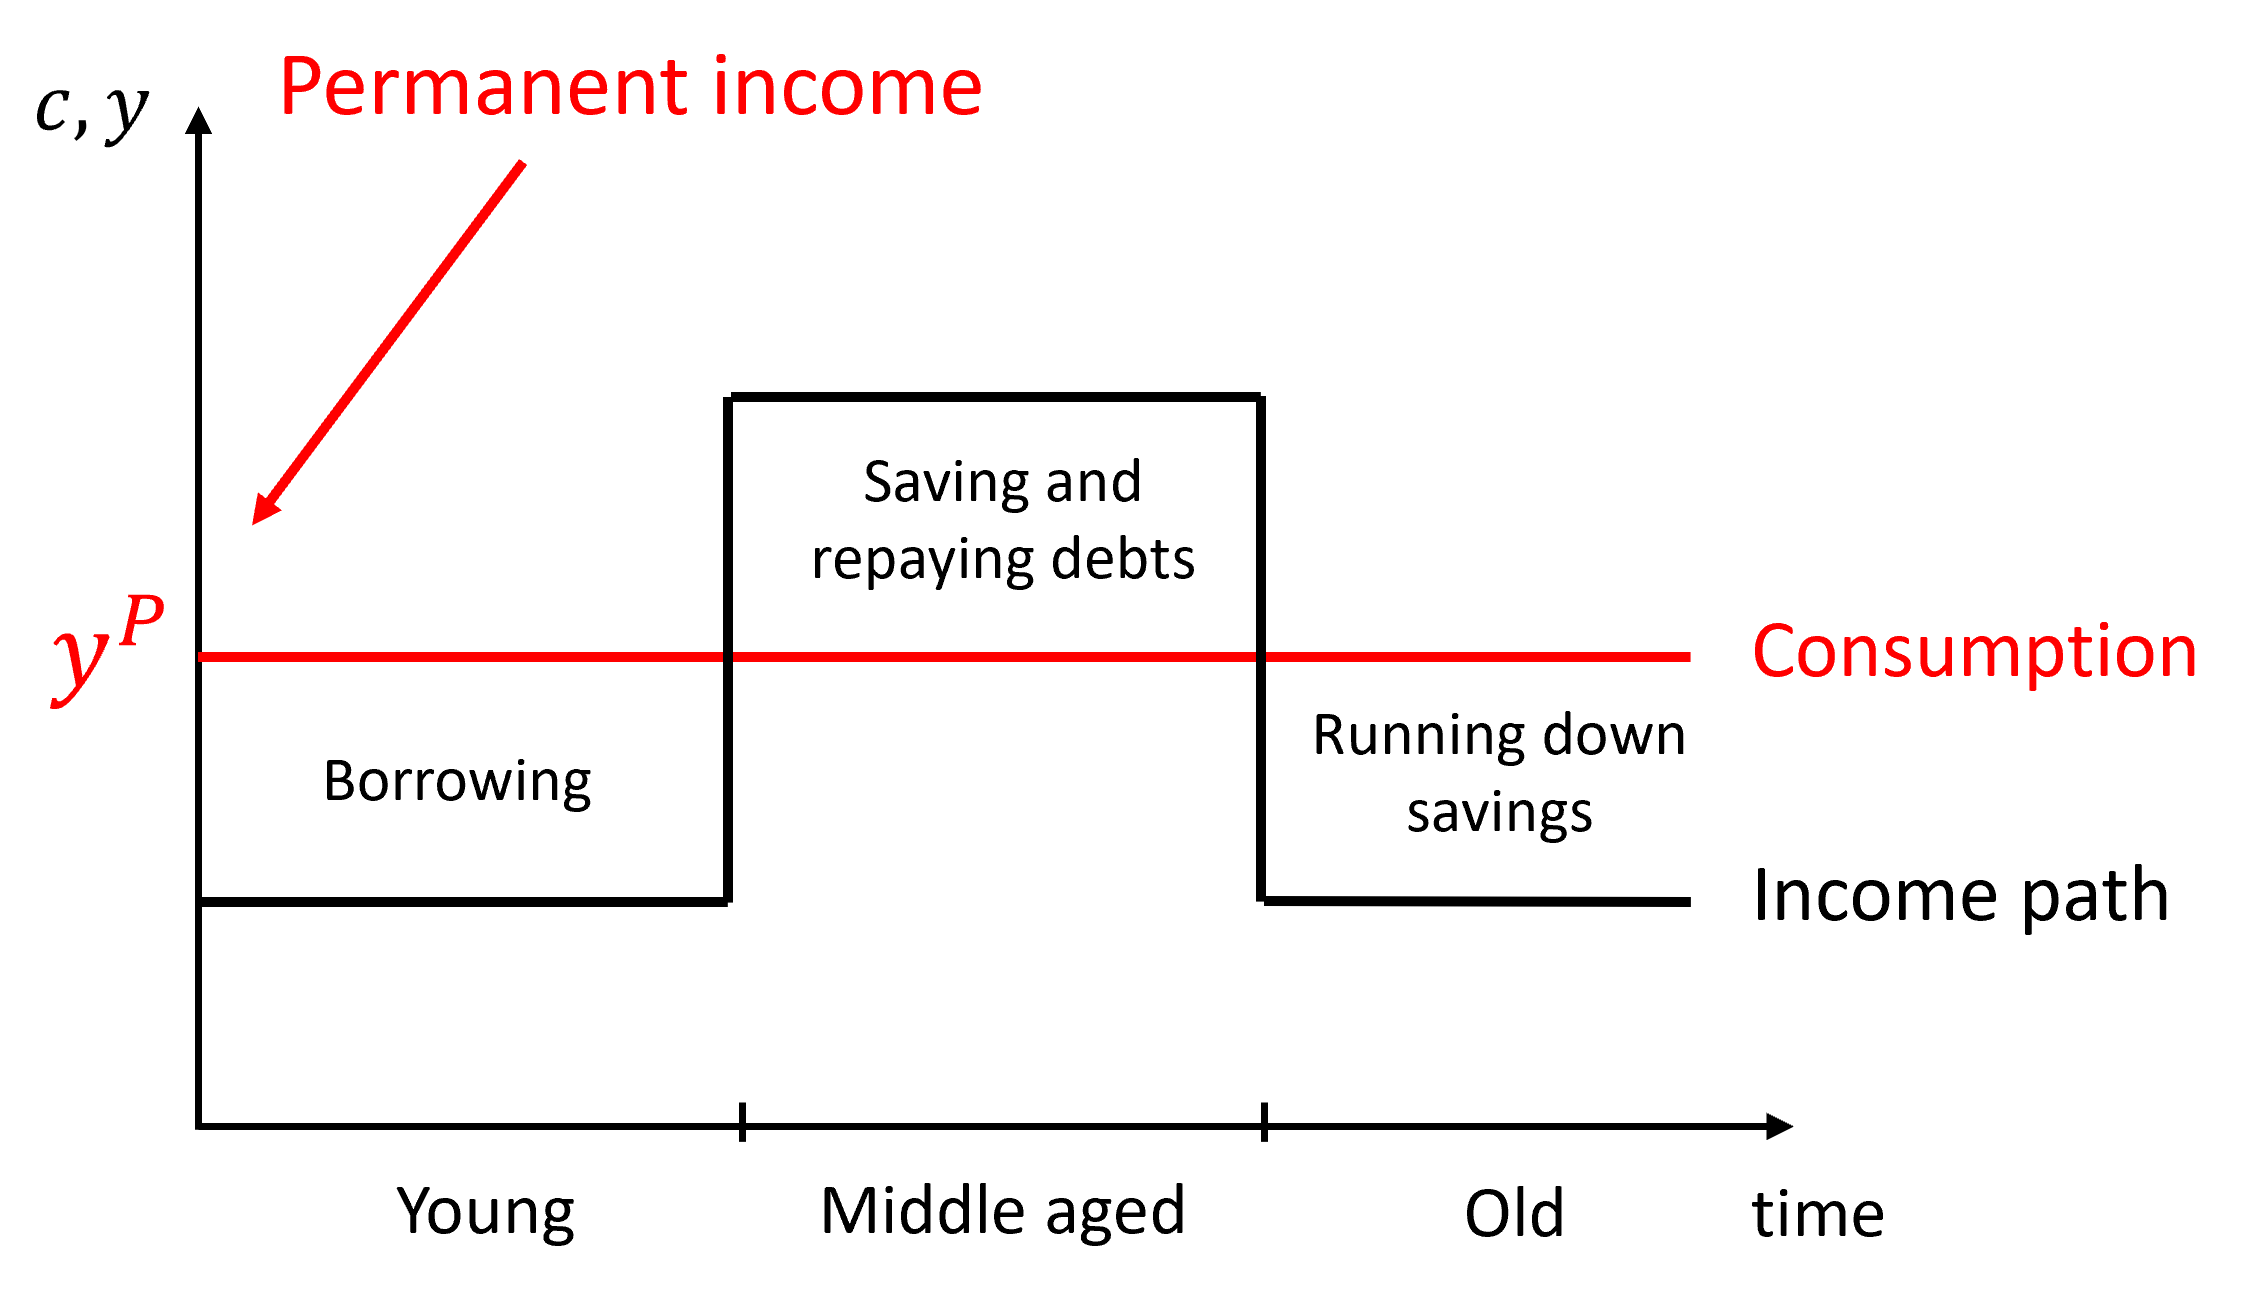 Permanent income
c, y
Saving and
repaying debts
y^P
Consumption
Borrowing
Running down
savings
Income path
Young
Middle aged
Old
time